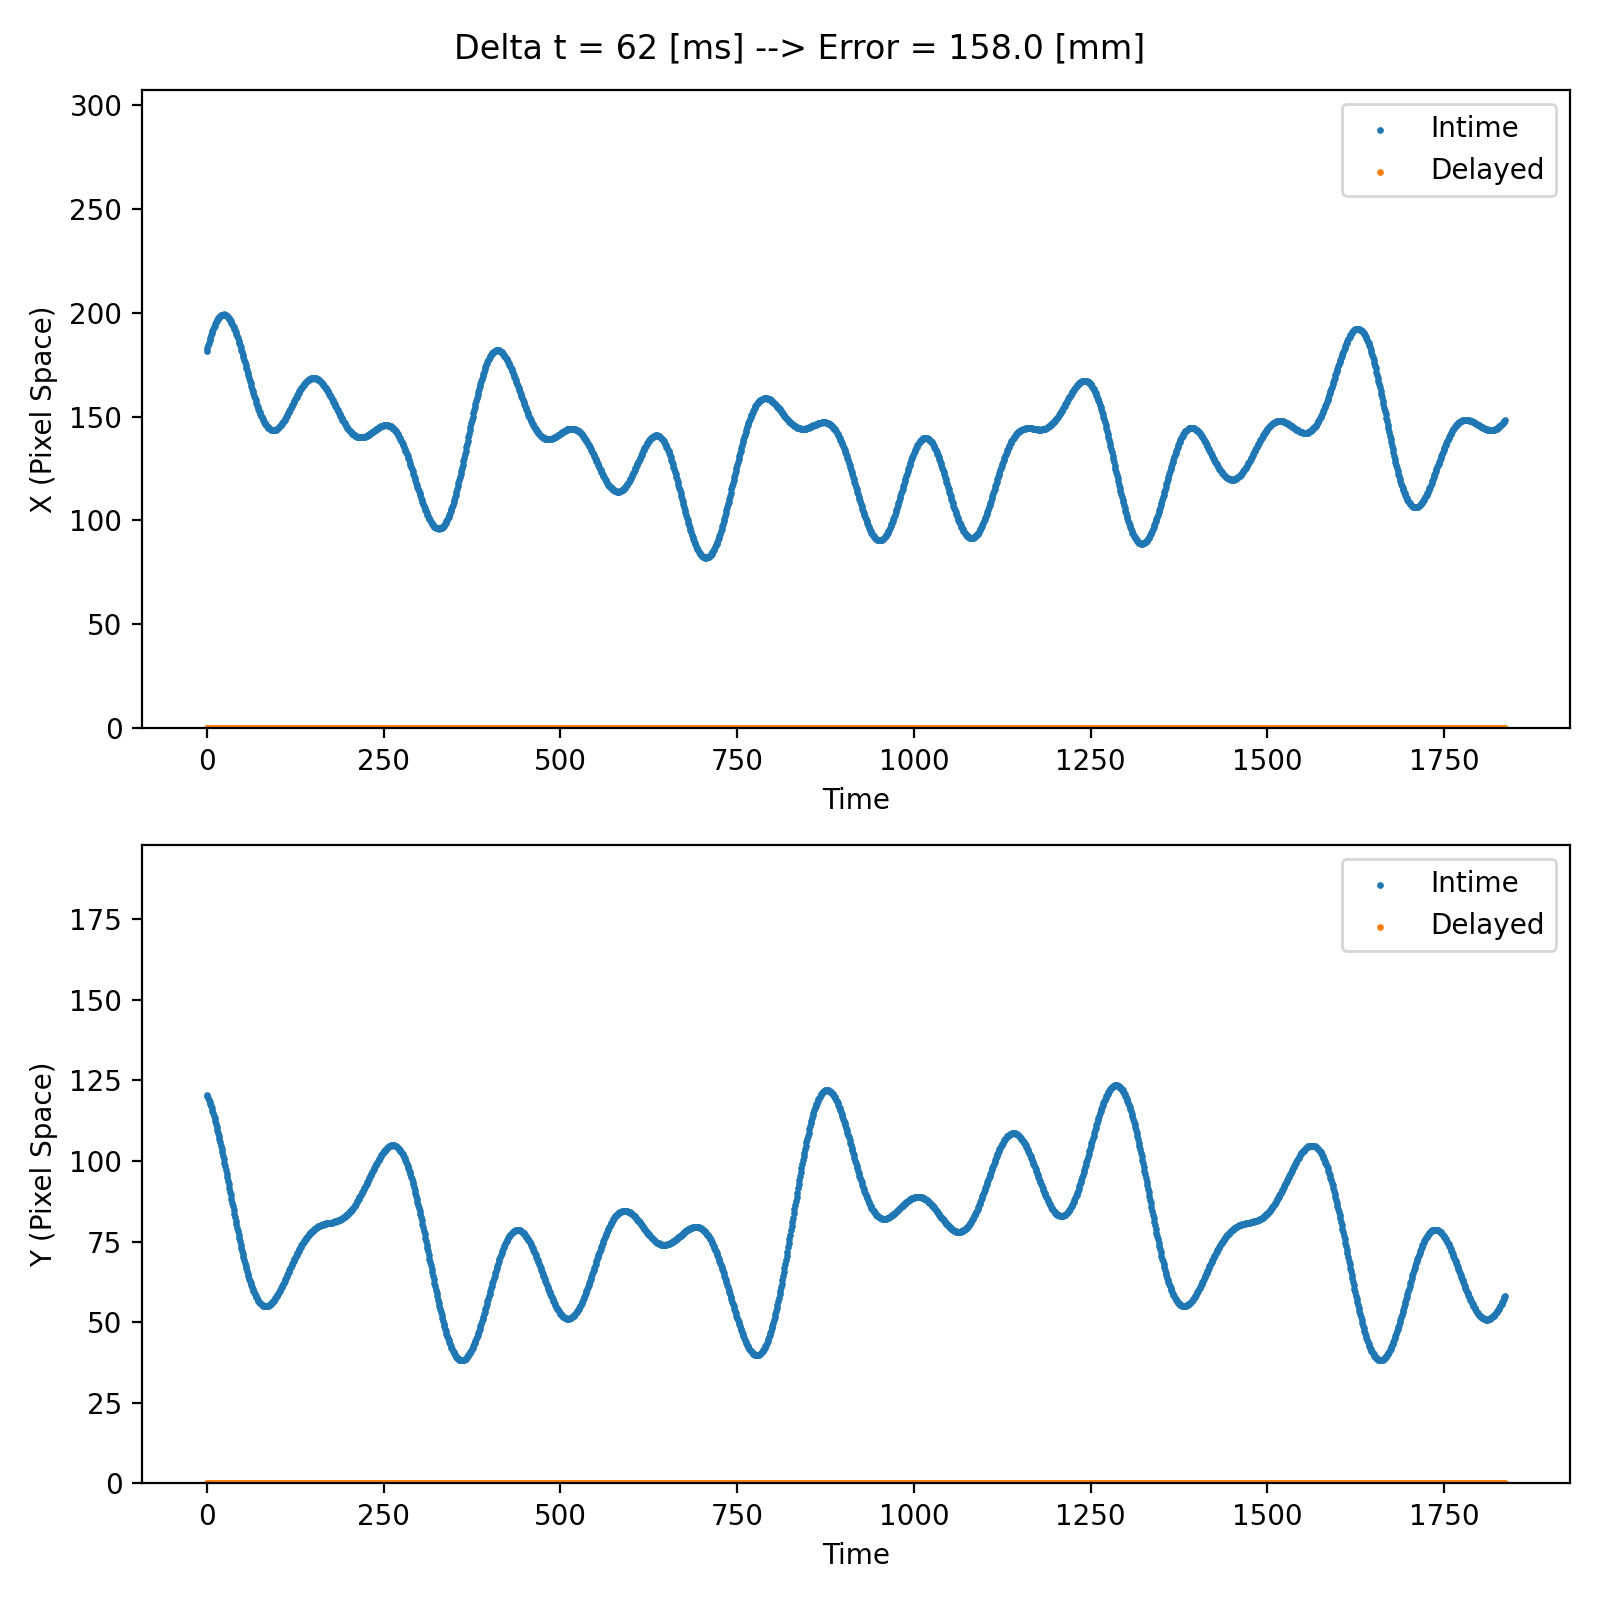 Delta t = 62 [ms] --> Error = 158.0 [mm]
300
250
200
150
100
50
0
X (Pixel Space)
Intime
Delayed
0 250 500 750 1000 1250 1500 1750
Time
175
150
125
100
75
50
25
0
Y (Pixel Space)
Intime
Delayed
0 250 500 750 1000 1250 1500 1750
Time